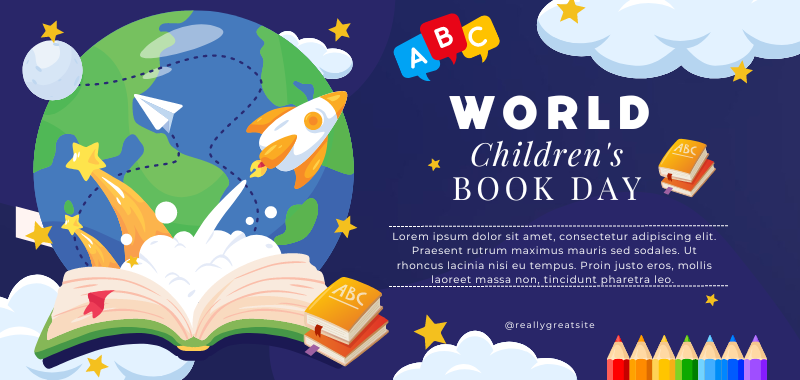 A B C
WORLD
Children's
BOOK DAY
ABC
Lorem ipsum dolor sit amet, consectetur adipiscing elit.
Praesent rutrum maximus mauris sed sodales. Ut
rhoncus lacinia nisi eu tempus. Proin justo eros, mollis
laoreet massa non, tincidunt pharetra leo.
ABC
@reallygreatsite